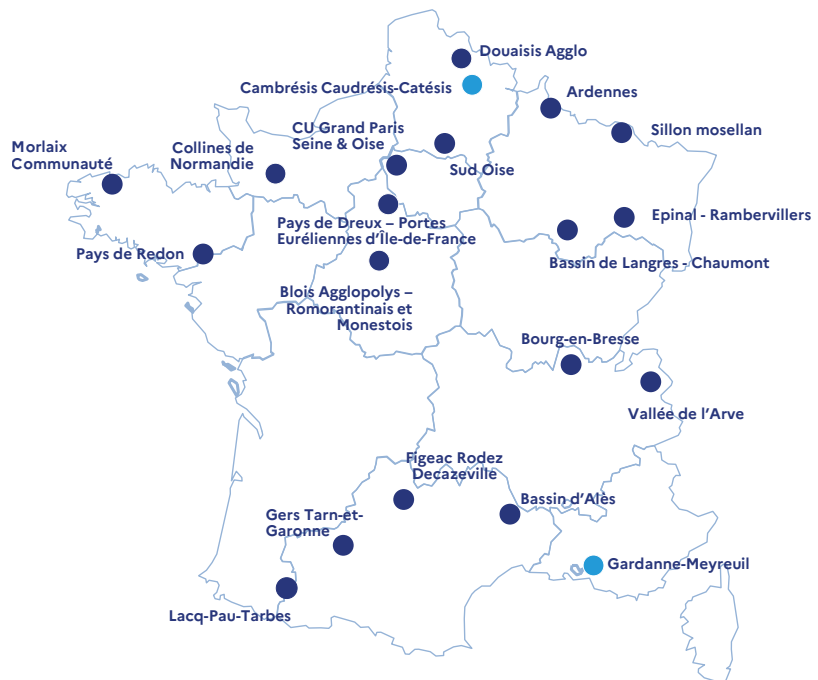 Douaisis Agglo
Cambrésis Caudrésis-Catésis
Ardennes
CU Grand Paris
Seine & Oise
Sillon mosellan
Morlaix
Communauté
Collines de
Normandie
Sud Oise
Pays de Dreux – Portes
Euréliennes d’Île-de-France
Epinal - Rambervillers
Pays de Redon
Bassin de Langres - Chaumont
Blois Agglopolys –
Romorantinais et
Monestois
Bourg-en-Bresse
Vallée de l’Arve
Figeac Rodez
Decazeville
Bassin d’Alès
Gers Tarn-et-
Garonne
Gardanne-Meyreuil
Lacq-Pau-Tarbes